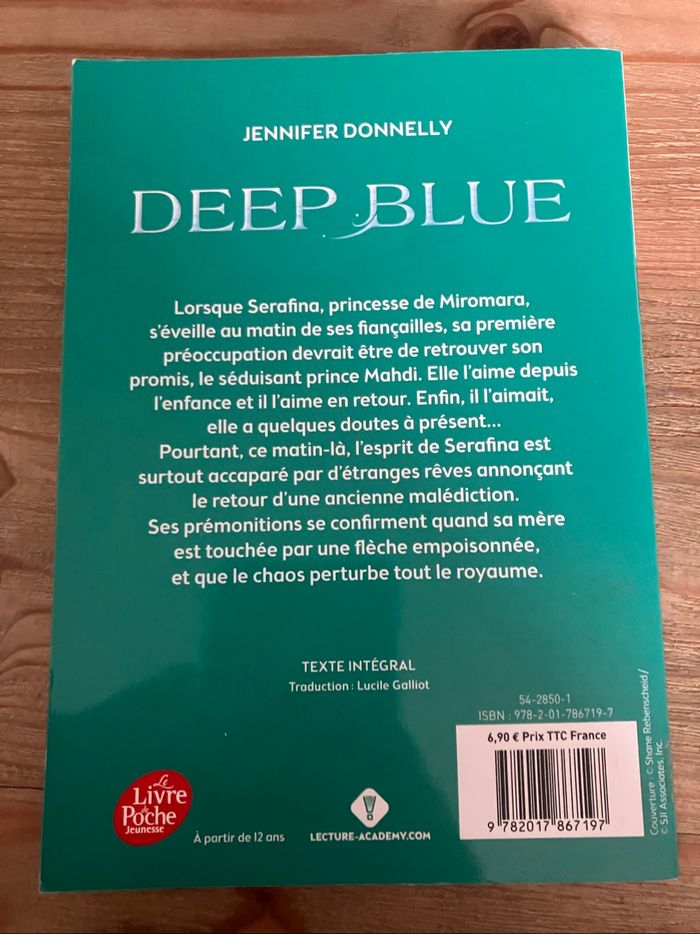 JENNIFER DONNELLY
DEEP BLUE
Lorsque Serafina, princesse de Miromara,
s'éveille au matin de ses fiançailles, sa première
préoccupation devrait être de retrouver son
promis, le séduisant prince Mahdi. Elle l'aime depuis
l'enfance et il l'aime en retour. Enfin, il l'aimait,
elle a quelques doutes à présent...
Pourtant, ce matin-là, l'esprit de Serafina est
surtout accaparé par d'étranges rêves annonçant
le retour d'une ancienne malédiction.
Ses prémonitions se confirment quand sa mère
est touchée par une flèche empoisonnée,
et que le chaos perturbe tout le royaume.
TEXTE INTÉGRAL
Traduction : Lucile Galliot
54-2850-1
ISBN : 978-2-01-786719-7
6,90 € Prix TTC France
9 782017 867197
Le
Livre
de
Poche
Jeunesse
À partir de 12 ans
LECTURE-ACADEMY.COM
Couverture : © Shane Rebenscheid /
© SJI Associates, Inc.